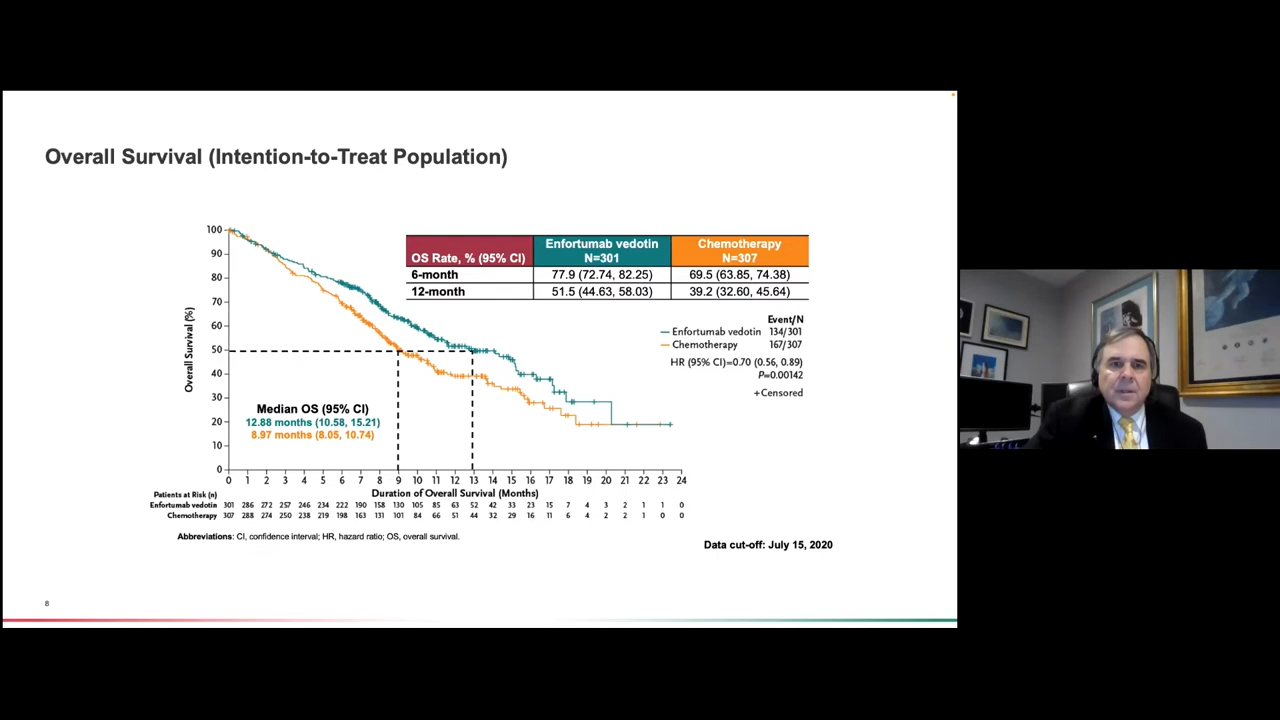 Overall Survival (Intention-to-Treat Population)
100
90
80
70
60
50
40
30
20
10
0
Overall Survival (%)
OS Rate, % (95% CI) Enfortumab vedotin N=301 Chemotherapy N=307
6-month 77.9 (72.74, 82.25) 69.5 (63.85, 74.38)
12-month 51.5 (44.63, 58.03) 39.2 (32.60, 45.64)
Event/N
Enfortumab vedotin 134/301
Chemotherapy 167/307
HR (95% CI)=0.70 (0.56, 0.89)
P=0.00142
+Censored
Median OS (95% CI)
12.88 months (10.58, 15.21)
8.97 months (8.05, 10.74)
0 1 2 3 4 5 6 7 8 9 10 11 12 13 14 15 16 17 18 19 20 21 22 23 24
Duration of Overall Survival (Months)
Patients at Risk (n)
Enfortumab vedotin 301 286 272 257 246 234 222 190 158 130 105 85 63 52 42 33 23 15 7 4 3 2 1 1 0
Chemotherapy 307 288 274 250 238 219 198 163 131 101 84 66 51 44 32 29 16 11 6 4 2 2 1 0 0
Abbreviations: CI, confidence interval; HR, hazard ratio; OS, overall survival.
Data cut-off: July 15, 2020
8